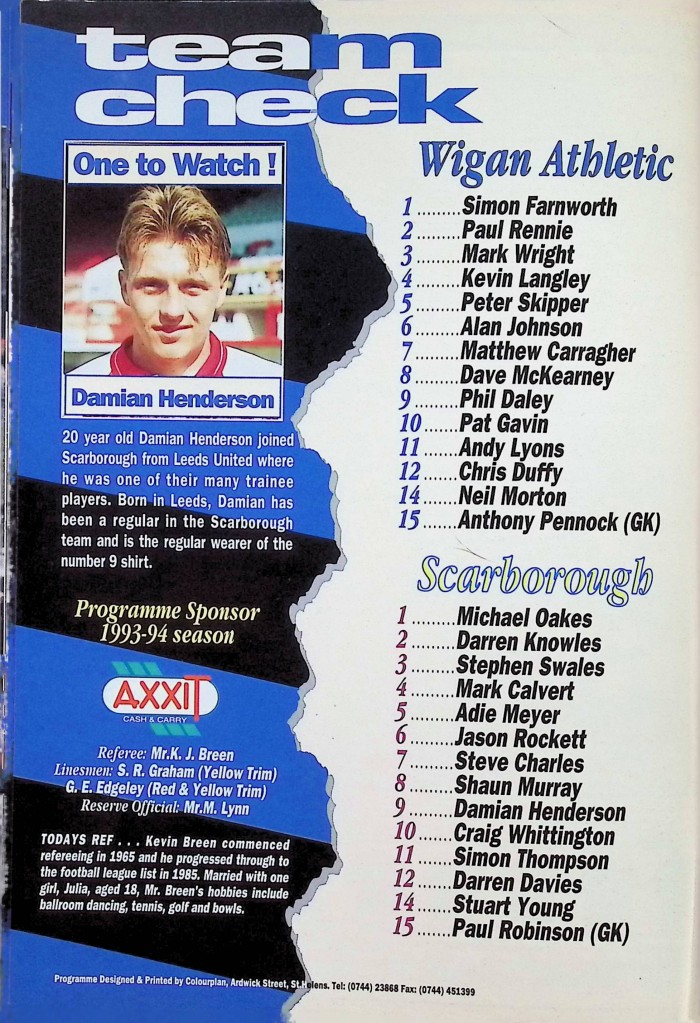 team
check
One to Watch !
Damian Henderson
20 year old Damian Henderson joined
Scarborough from Leeds United where
he was one of their many trainee
players. Born in Leeds, Damian has
been a regular in the Scarborough
team and is the regular wearer of the
number 9 shirt.
Programme Sponsor
1993-94 season
AXXIT
CASH & CARRY
Referee: Mr.K. J. Breen
Linesmen: S. R. Graham (Yellow Trim)
G. E. Edgeley (Red & Yellow Trim)
Reserve Official: Mr.M. Lynn
TODAYS REF . . . Kevin Breen commenced
refereeing in 1965 and he progressed through to
the football league list in 1985. Married with one
girl, Julia, aged 18, Mr. Breen's hobbies include
ballroom dancing, tennis, golf and bowls.
Wigan Athletic
1 .........Simon Farnworth
2 .........Paul Rennie
3 .........Mark Wright
4 .........Kevin Langley
5 .........Peter Skipper
6 .........Alan Johnson
7 .........Matthew Carragher
8 .........Dave McKearney
9 .........Phil Daley
10 .......Pat Gavin
11 .......Andy Lyons
12 .......Chris Duffy
14 .......Neil Morton
15 .......Anthony Pennock (GK)
Scarborough
1 .........Michael Oakes
2 .........Darren Knowles
3 .........Stephen Swales
4 .........Mark Calvert
5 .........Adie Meyer
6 .........Jason Rockett
7 .........Steve Charles
8 .........Shaun Murray
9 .........Damian Henderson
10 .......Craig Whittington
11 .......Simon Thompson
12 .......Darren Davies
14 .......Stuart Young
15 .......Paul Robinson (GK)
Programme Designed & Printed by Colourplan, Ardwick Street, St.Helens. Tel: (0744) 23868 Fax: (0744) 451399